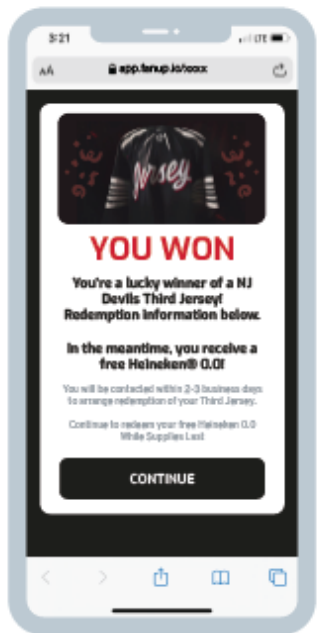 3:21
LTE
AA app.fanup.io/xxxx
Jersey
YOU WON
You're a lucky winner of a NJ
Devils Third Jersey!
Redemption information below.
In the meantime, you receive a
free Heineken® 0.0!
You will be contacted within 2-3 business days
to arrange redemption of your Third Jersey.
Continue to redeem your free Heineken 0.0
While Supplies Last
CONTINUE